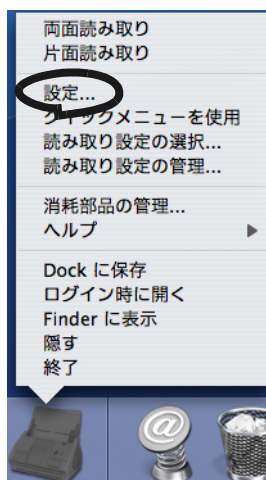 両面読み取り
片面読み取り
設定...
クイックメニューを使用
読み取り設定の選択...
読み取り設定の管理...
消耗部品の管理...
ヘルプ
Dock に保存
ログイン時に開く
Finder に表示
隠す
終了
@